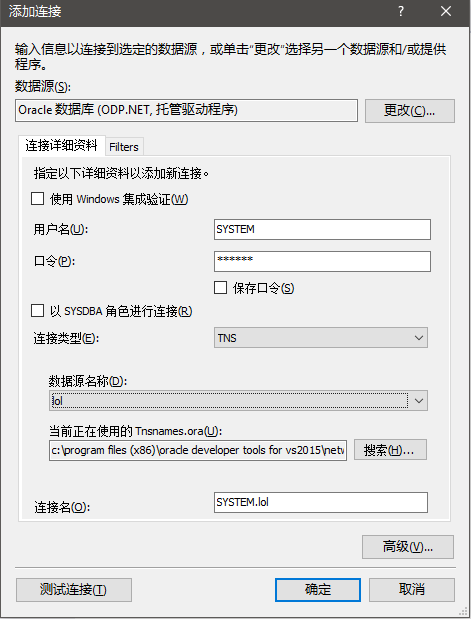 添加连接
输入信息以连接到选定的数据源，或单击"更改"选择另一个数据源和/或提供
程序。
数据源(S):
Oracle 数据库 (ODP.NET, 托管驱动程序)
更改(C)...
连接详细资料
Filters
指定以下详细资料以添加新连接。
使用 Windows 集成验证(W)
用户名(U):
SYSTEM
口令(P):
******
保存口令(S)
以 SYSDBA 角色进行连接(R)
连接类型(E):
TNS
数据源名称(D):
lol
当前正在使用的 Tnsnames.ora(U):
c:\program files (x86)\oracle developer tools for vs2015\netw
搜索(H)...
连接名(O):
SYSTEM.lol
高级(V)...
测试连接(T)
确定
取消